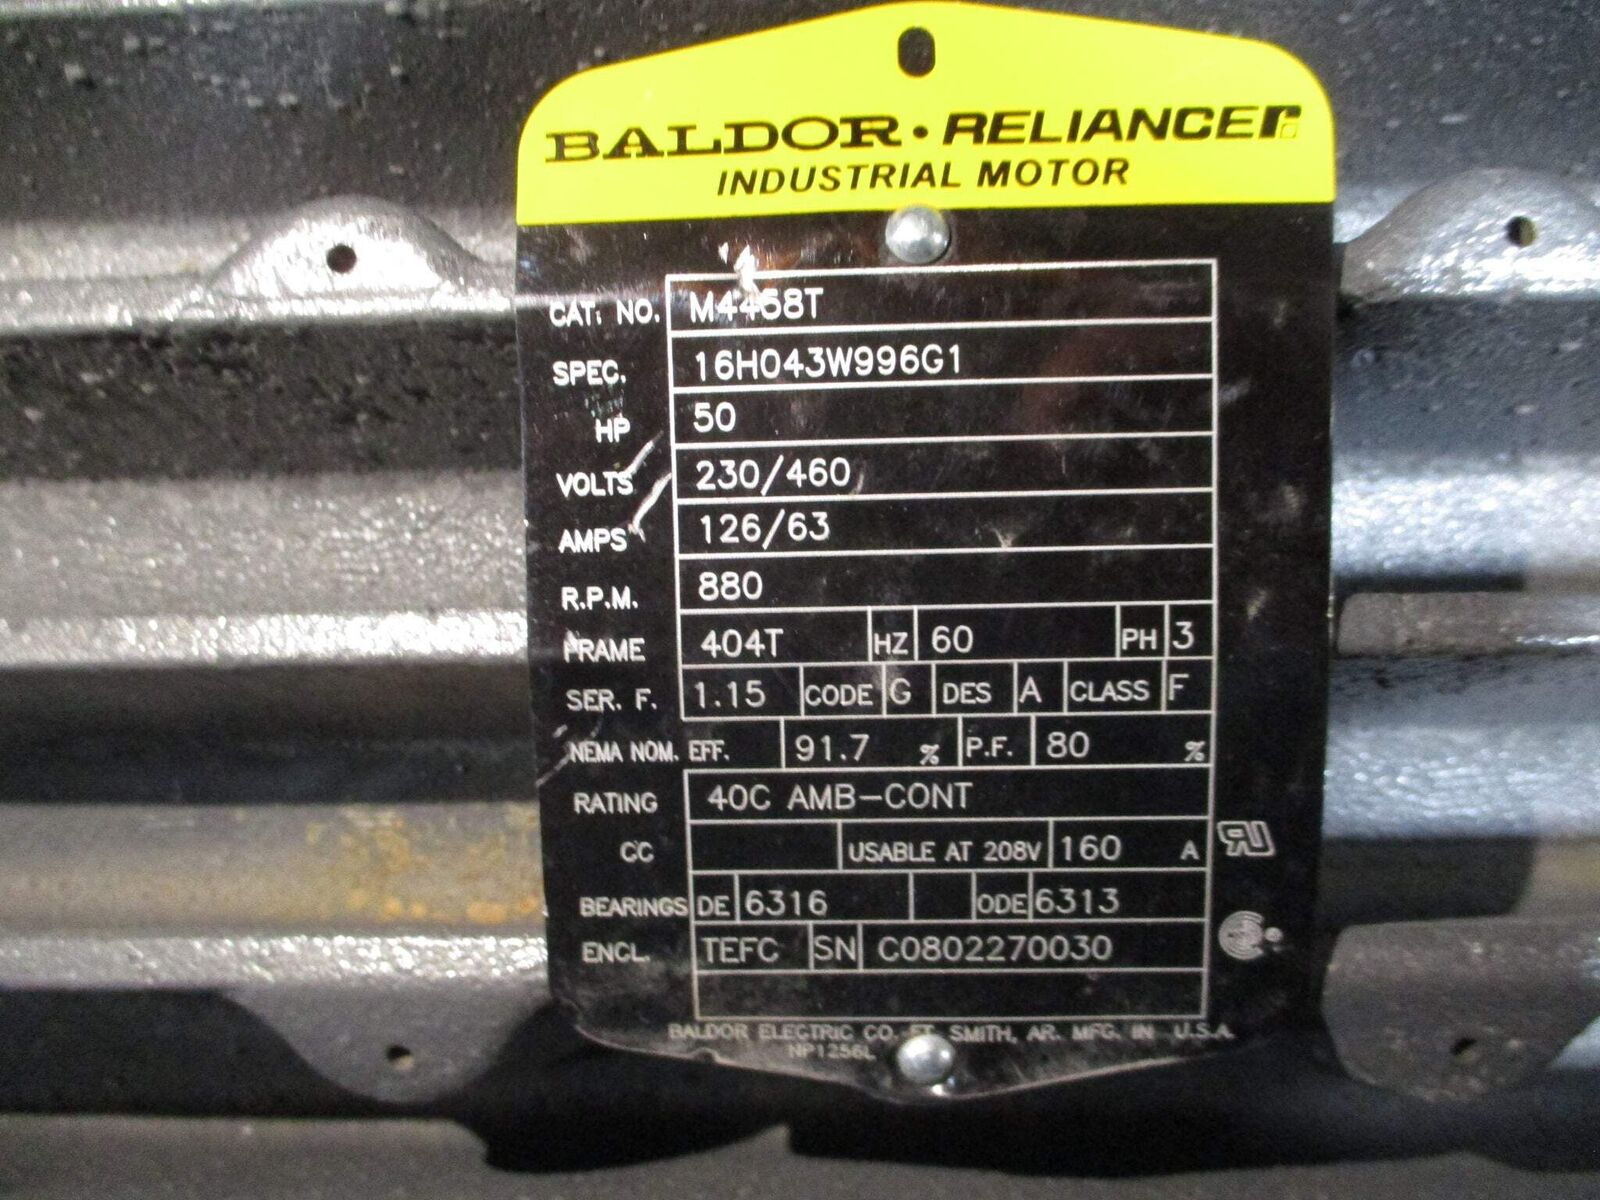 BALDOR • RELIANCER
INDUSTRIAL MOTOR
CAT. NO. M4458T
SPEC. 16H043W996G1
HP 50
VOLTS 230/460
AMPS 126/63
R.P.M. 880
FRAME 404T HZ 60 PH 3
SER. F. 1.15 CODE G DES A CLASS F
NEMA NOM. EFF. 91.7 % P.F. 80 %
RATING 40C AMB-CONT
CC USABLE AT 208V 160 A
BEARINGS DE 6316 ODE 6313
ENCL. TEFC SN C0802270030
BALDOR ELECTRIC CO. FT. SMITH, AR. MFG. IN U.S.A.
NP1256L